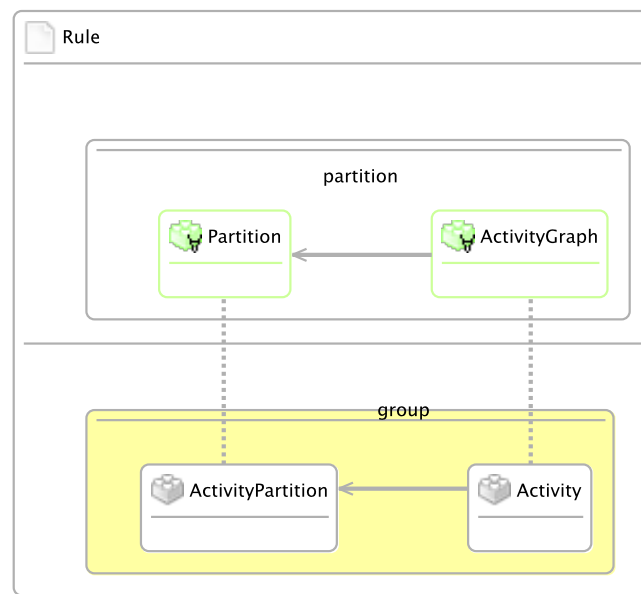 Rule
partition
Partition
ActivityGraph
group
ActivityPartition
Activity